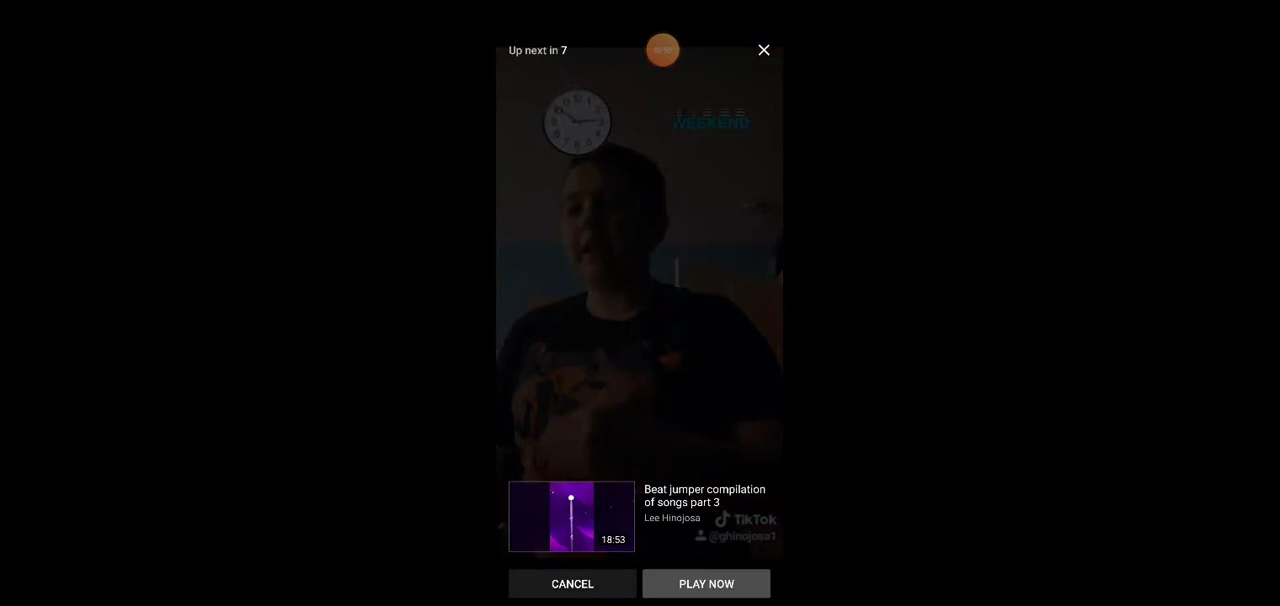 Up next in 7
WEEKEND
Beat jumper compilation
of songs part 3
Lee Hinojosa
TikTok
@ghinojosa1
18:53
CANCEL
PLAY NOW